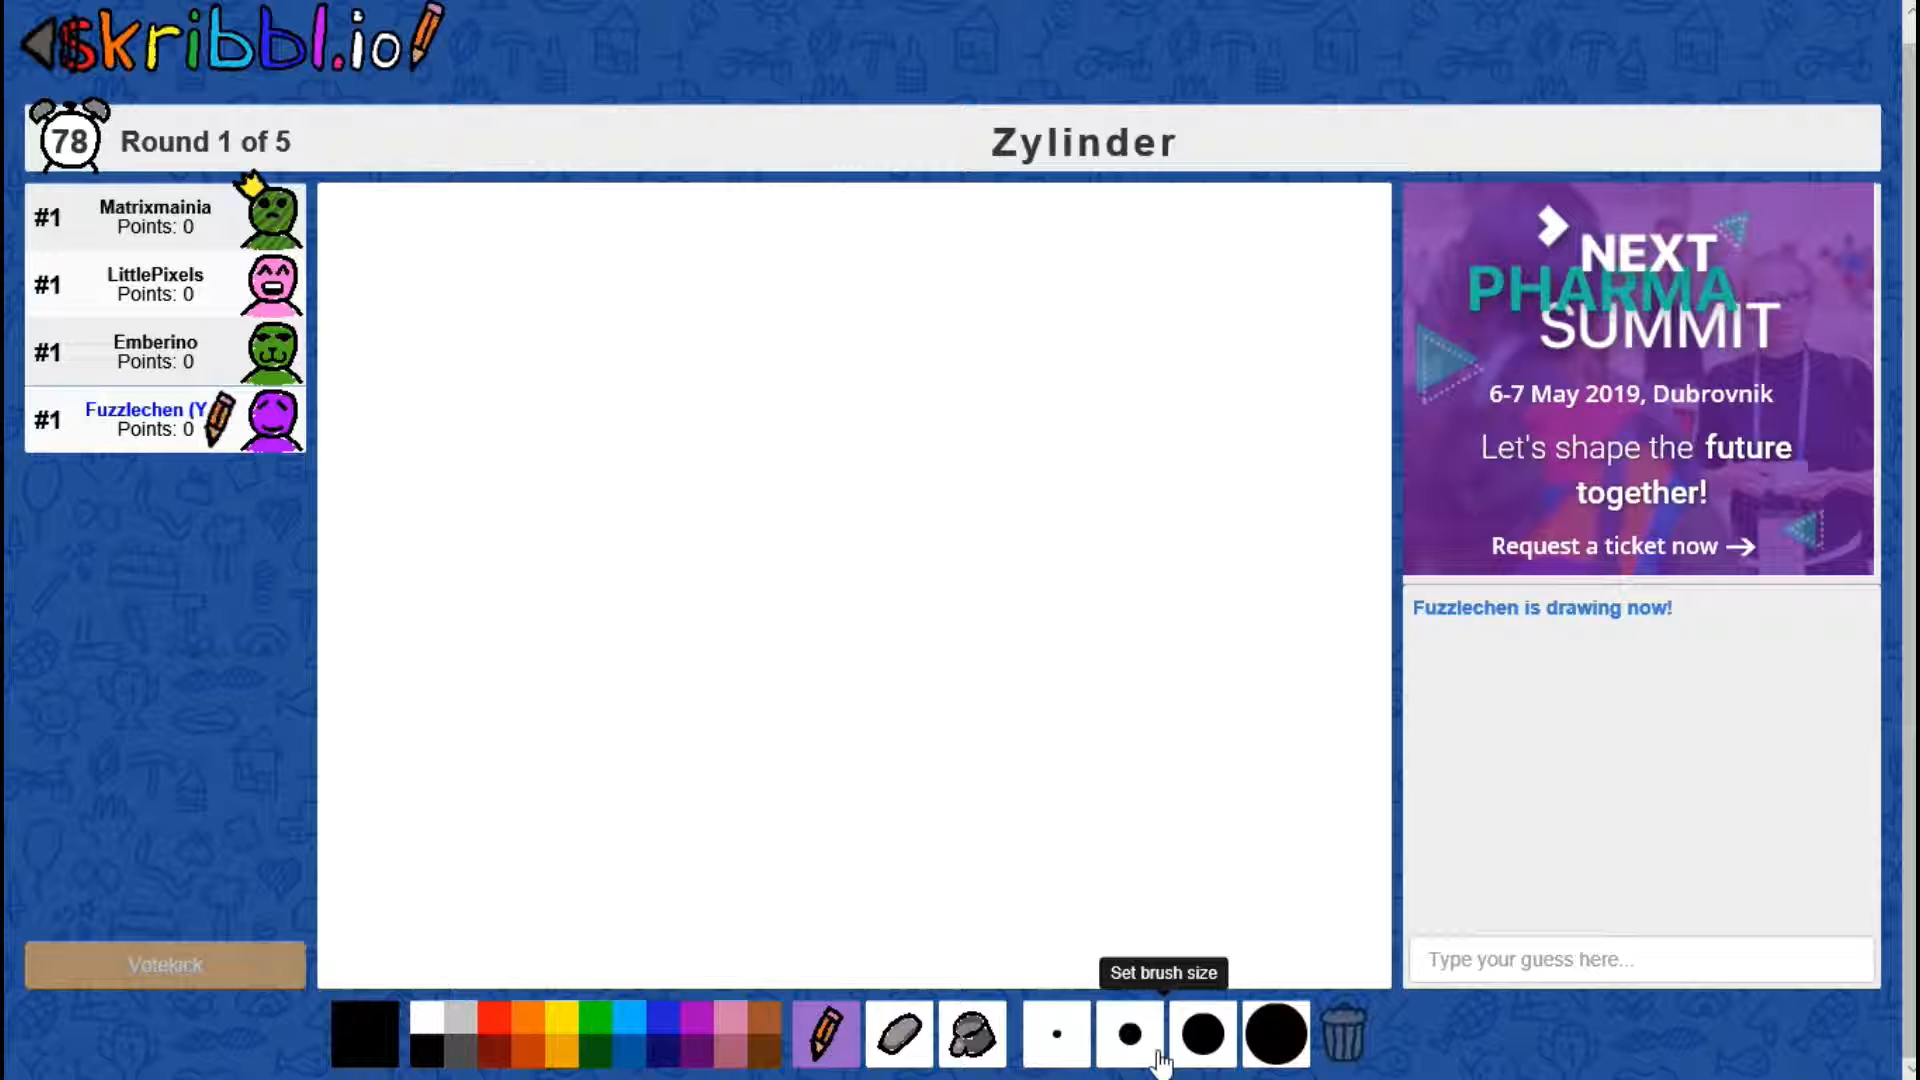 skribbl.io
78
Round 1 of 5
Zylinder
#1
Matrixmainia
Points: 0
#1
LittlePixels
Points: 0
#1
Emberino
Points: 0
#1
Fuzzlechen (Y
Points: 0
Votekick
NEXT
PHARMA
SUMMIT
6-7 May 2019, Dubrovnik
Let's shape the future
together!
Request a ticket now →
Fuzzlechen is drawing now!
Type your guess here...
Set brush size